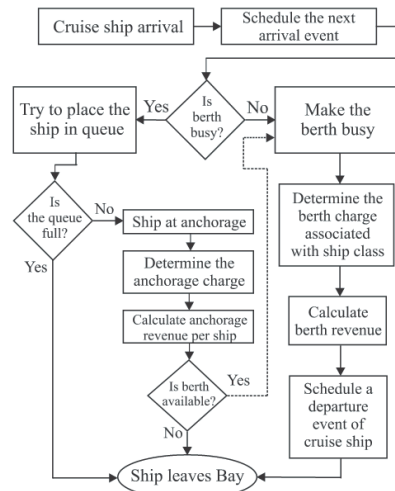 Cruise ship arrival
Schedule the next
arrival event
Try to place the
ship in queue
Yes
Is
berth
busy?
No
Make the
berth busy
Is
the queue
full?
No
Yes
Ship at anchorage
Determine the
anchorage charge
Calculate anchorage
revenue per ship
Is berth
available?
Yes
No
Determine the
berth charge
associated
with ship class
Calculate
berth revenue
Schedule a
departure
event of
cruise ship
Ship leaves Bay